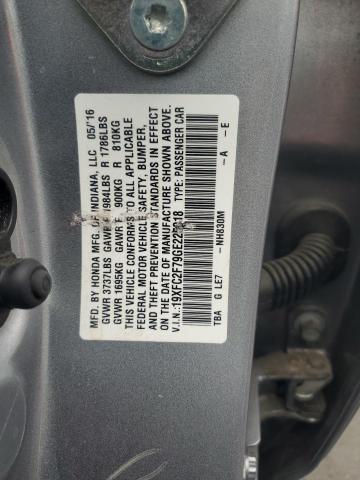 MFD. BY HONDA MFG. OF INDIANA, LLC 05/'16
GVWR 3737LBS GAWR F 1984LBS R 1786LBS
GVWR 1695KG GAWR F 900KG R 810KG
THIS VEHICLE CONFORMS TO ALL APPLICABLE
FEDERAL MOTOR VEHICLE SAFETY, BUMPER,
AND THEFT PREVENTION STANDARDS IN EFFECT
ON THE DATE OF MANUFACTURE SHOWN ABOVE.
V.I.N.: TYPE: PASSENGER CAR
TBA G LE7 -NH830M -A -E